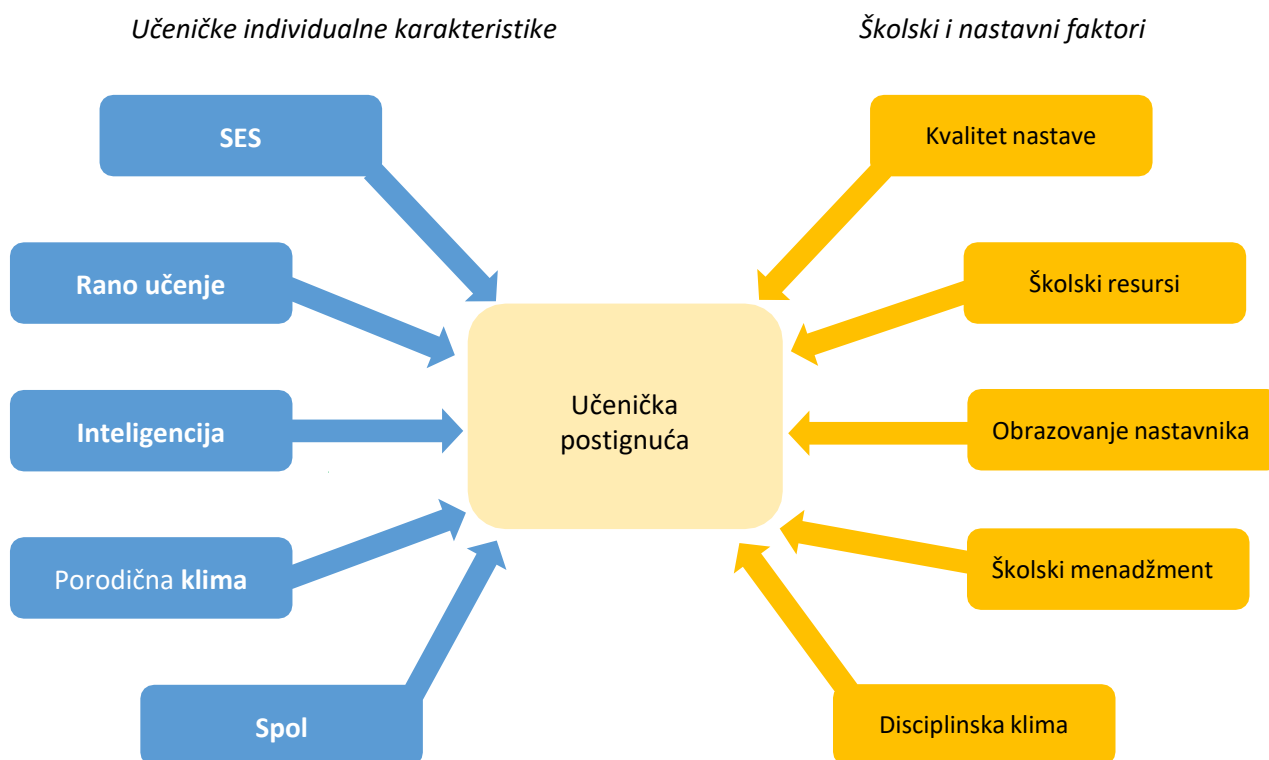 Učeničke individualne karakteristike
Školski i nastavni faktori
SES
Kvalitet nastave
Rano učenje
Školski resursi
Učenička
postignuća
Inteligencija
Obrazovanje nastavnika
Porodična klima
Školski menadžment
Spol
Disciplinska klima